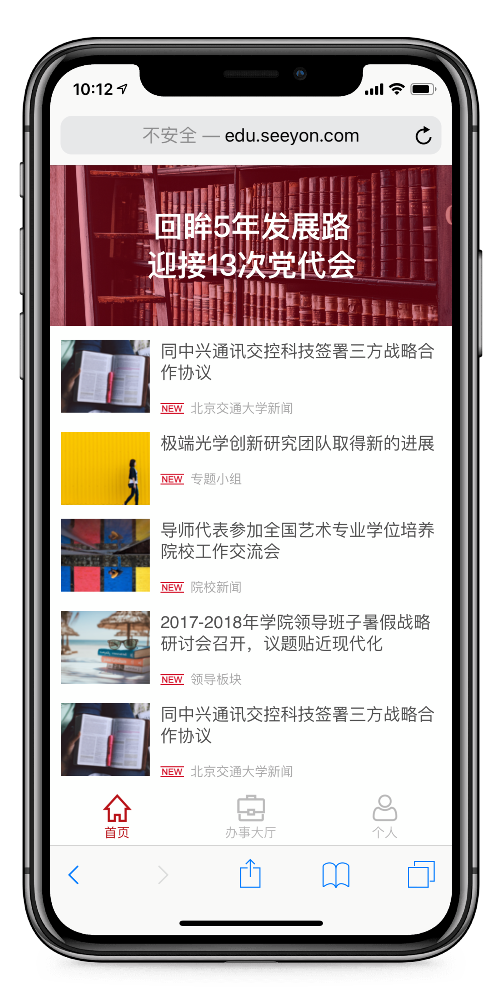 10:12
不安全 — edu.seeyon.com
回眸5年发展路
迎接13次党代会
同中兴通讯交控科技签署三方战略合
作协议
NEW 北京交通大学新闻
极端光学创新研究团队取得新的进展
NEW 专题小组
导师代表参加全国艺术专业学位培养
院校工作交流会
NEW 院校新闻
2017-2018年学院领导班子暑假战略
研讨会召开，议题贴近现代化
NEW 领导板块
同中兴通讯交控科技签署三方战略合
作协议
NEW 北京交通大学新闻
首页 办事大厅 个人